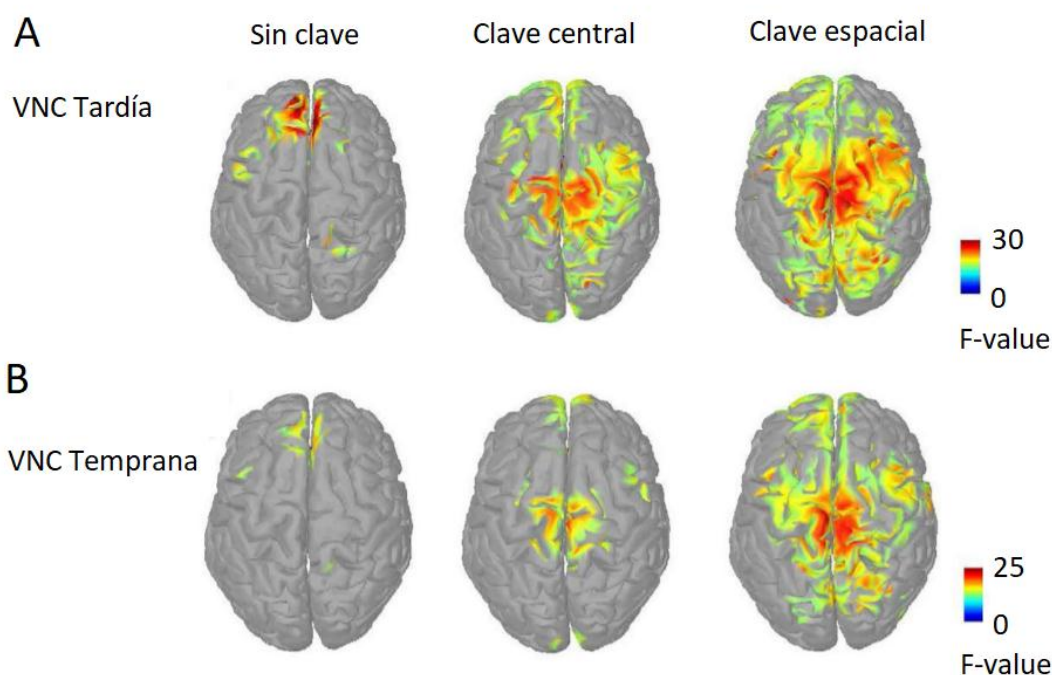 A
Sin clave
Clave central
Clave espacial
VNC Tardía
30
0
F-value
B
VNC Temprana
25
0
F-value